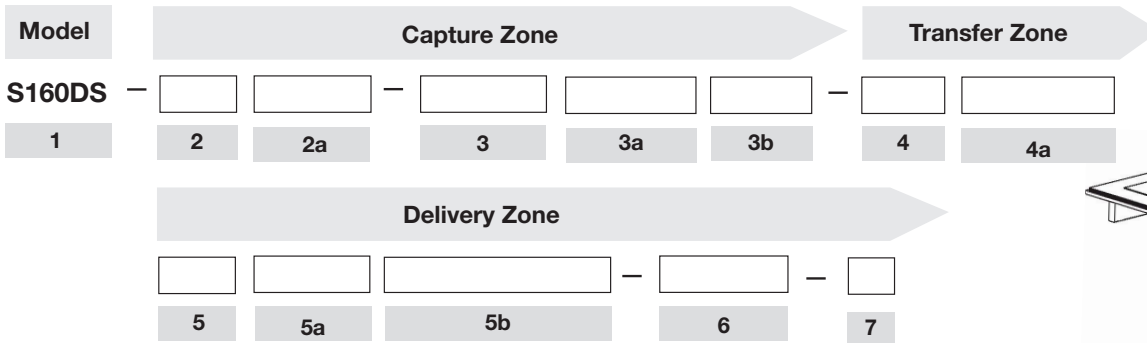 Model Capture Zone Transfer Zone
S160DS – – –
1 2 2a 3 3a 3b 4 4a
Delivery Zone
– –
5 5a 5b 6 7